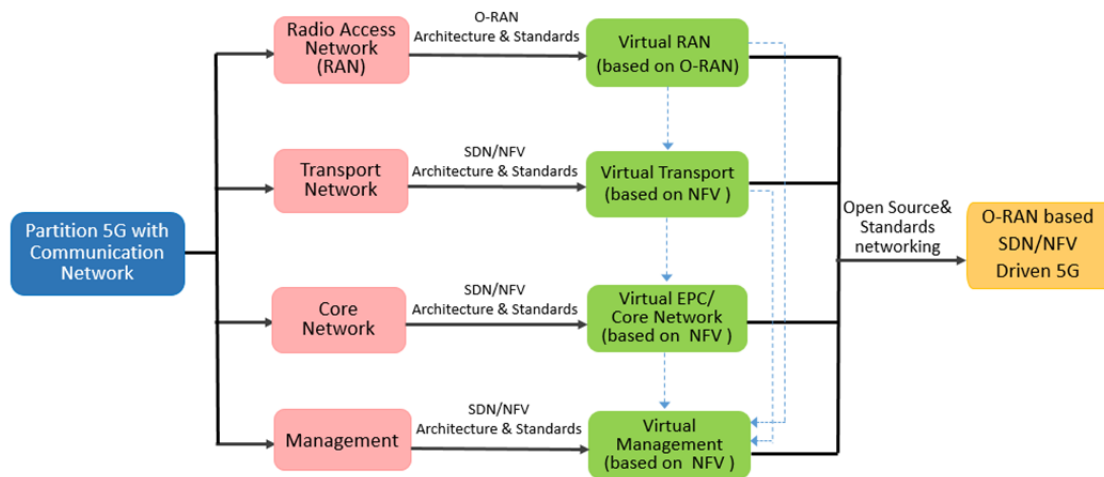 Radio Access
Network
(RAN)
O-RAN
Architecture & Standards
Virtual RAN
(based on O-RAN)
Transport
Network
SDN/NFV
Architecture & Standards
Virtual Transport
(based on NFV )
Partition 5G with
Communication
Network
Open Source&
Standards
networking
O-RAN based
SDN/NFV
Driven 5G
Core
Network
SDN/NFV
Architecture & Standards
Virtual EPC/
Core Network
(based on NFV )
Management
SDN/NFV
Architecture & Standards
Virtual
Management
(based on NFV )